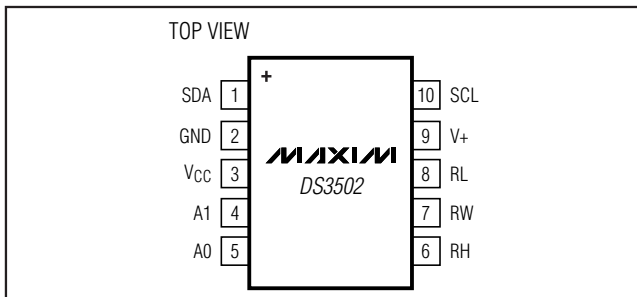 TOP VIEW
+
SDA 1 10 SCL
GND 2 9 V+
VCC 3 8 RL
A1 4 7 RW
A0 5 6 RH
MAXIM
DS3502